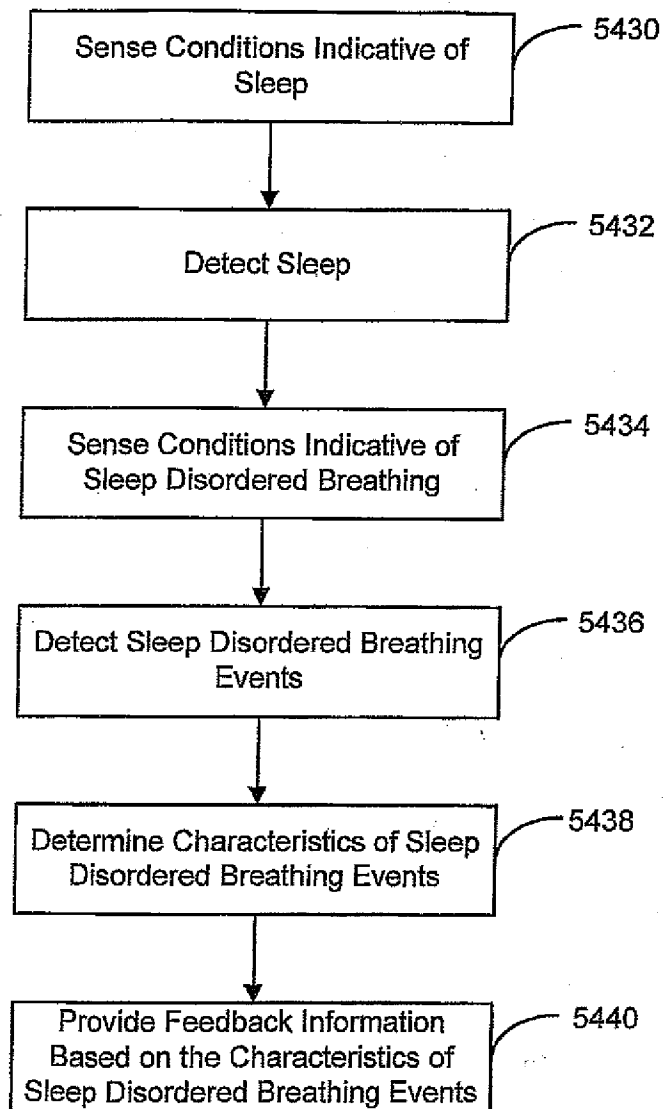 5430
Sense Conditions Indicative of
Sleep
5432
Detect Sleep
5434
Sense Conditions Indicative of
Sleep Disordered Breathing
5436
Detect Sleep Disordered Breathing
Events
5438
Determine Characteristics of Sleep
Disordered Breathing Events
5440
Provide Feedback Information
Based on the Characteristics of
Sleep Disordered Breathing Events